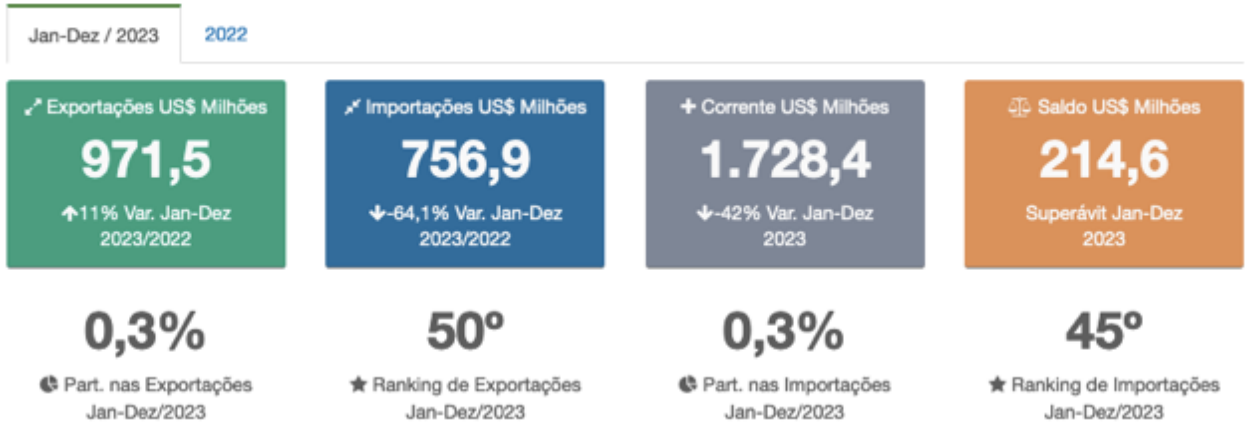 Jan-Dez / 2023
2022
Exportações US$ Milhões
971,5
11% Var. Jan-Dez
2023/2022
Importações US$ Milhões
756,9
-64,1% Var. Jan-Dez
2023/2022
Corrente US$ Milhões
1.728,4
-42% Var. Jan-Dez
2023
Saldo US$ Milhões
214,6
Superávit Jan-Dez
2023
0,3%
Part. nas Exportações
Jan-Dez/2023
50º
Ranking de Exportações
Jan-Dez/2023
0,3%
Part. nas Importações
Jan-Dez/2023
45º
Ranking de Importações
Jan-Dez/2023